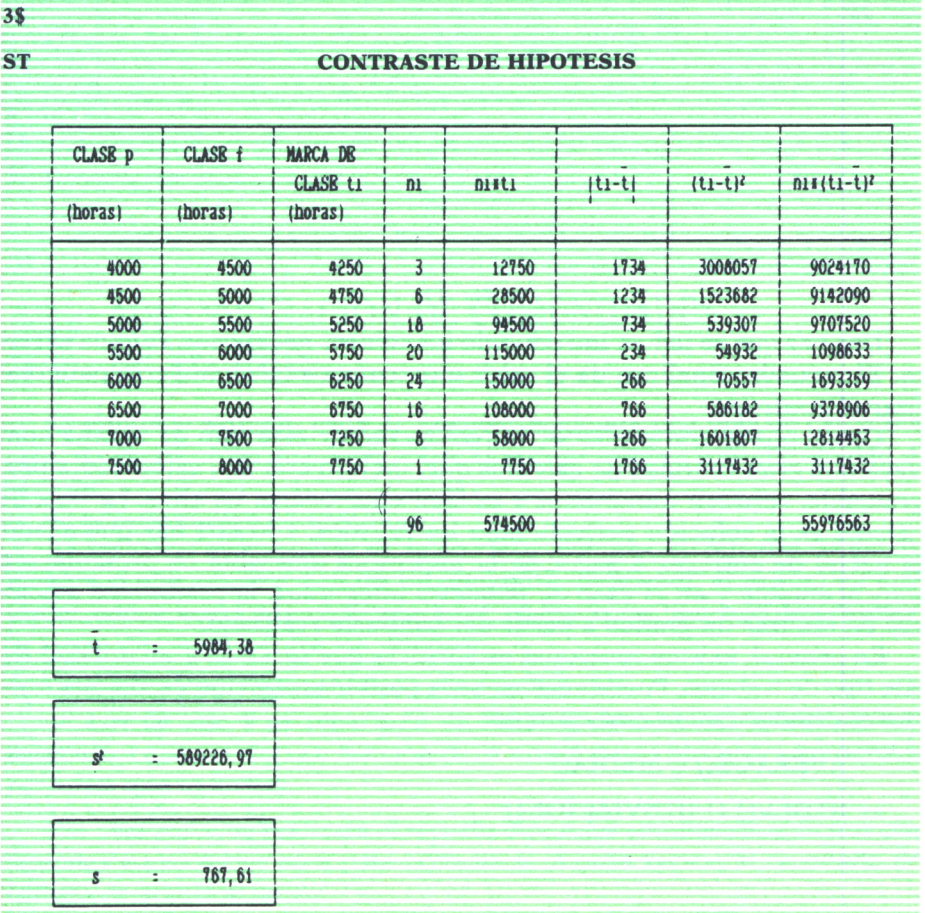 3$
ST CONTRASTE DE HIPOTESIS
CLASE p CLASE f MARCA DE
CLASE ti ni ni*ti |ti-t̄| (ti-t̄)² ni*(ti-t̄)²
(horas) (horas) (horas)
4000 4500 4250 3 12750 1734 3008057 9024170
4500 5000 4750 6 28500 1234 1523682 9142090
5000 5500 5250 18 94500 734 539307 9707520
5500 6000 5750 20 115000 234 54932 1098633
6000 6500 6250 24 150000 266 70557 1693359
6500 7000 6750 16 108000 766 586182 9378906
7000 7500 7250 8 58000 1266 1601807 12814453
7500 8000 7750 1 7750 1766 3117432 3117432
96 574500 55976563
t̄ = 5984,38
s² = 589226,97
s = 767,61